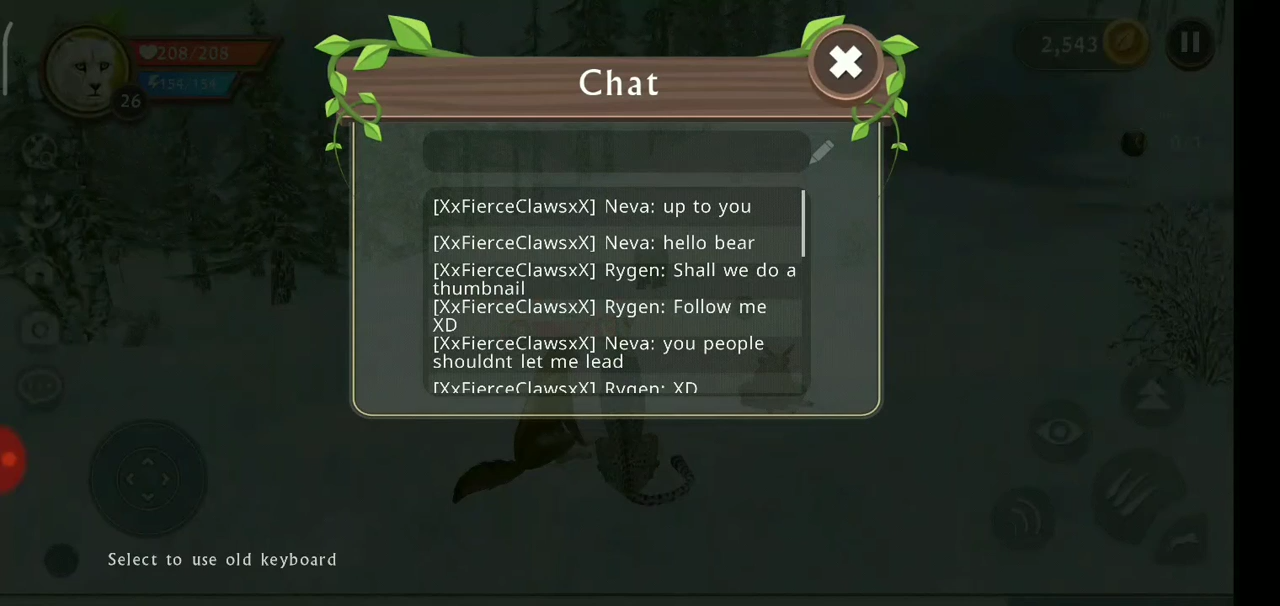 208/208
134/154
26
2,543
Chat
[XxFierceClawsxX] Neva: up to you
[XxFierceClawsxX] Neva: hello bear
[XxFierceClawsxX] Rygen: Shall we do a
thumbnail
[XxFierceClawsxX] Rygen: Follow me
XD
[XxFierceClawsxX] Neva: you people
shouldnt let me lead
[XxFierceClawsxX] Rygen: XD
Select to use old keyboard